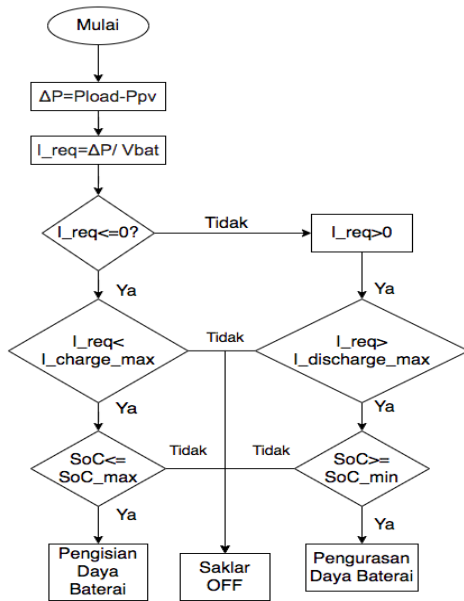 Mulai
ΔP=Pload-Ppv
I_req=ΔP/ Vbat
I_req<=0?
Tidak
I_req>0
Ya
Ya
I_req<
I_charge_max
Tidak
I_req>
I_discharge_max
Ya
Ya
SoC<=
SoC_max
Tidak
Tidak
SoC>=
SoC_min
Ya
Ya
Pengisian
Daya
Baterai
Saklar
OFF
Pengurasan
Daya Baterai